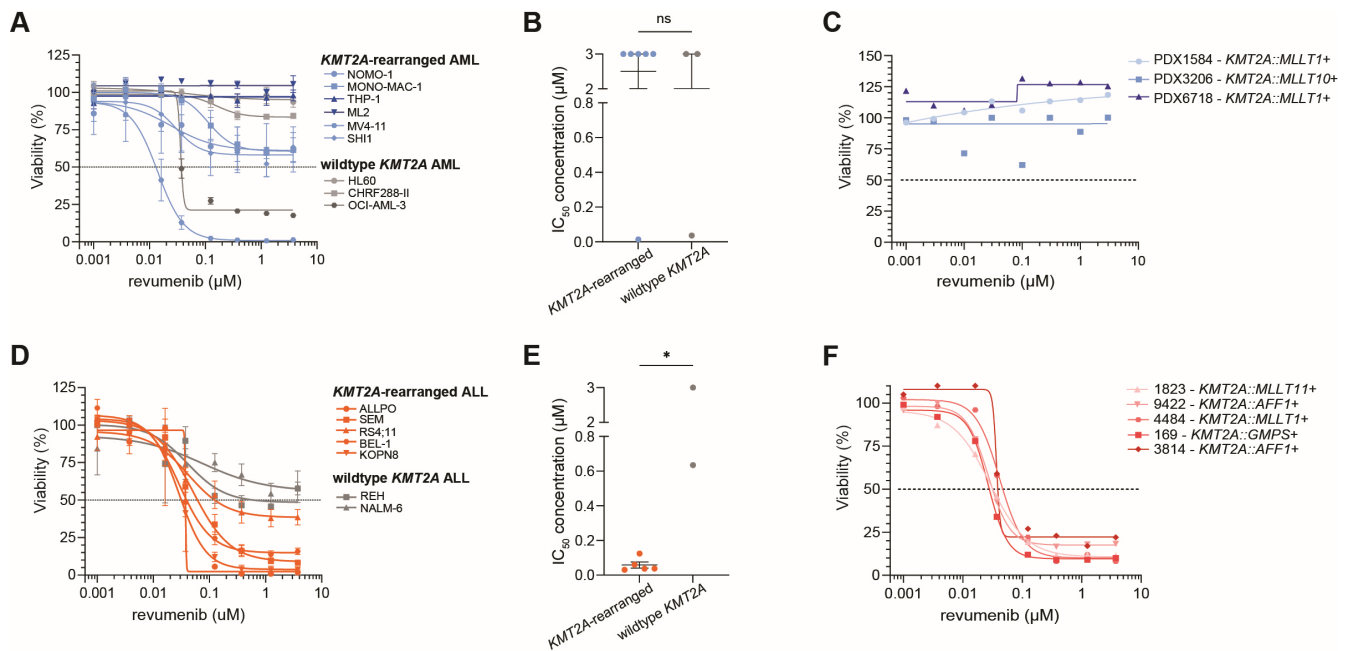 A
125
100
75
50
25
0
Viability (%)
0.001
0.01
0.1
1
10
revumenib (µM)
KMT2A-rearranged AML
NOMO-1
MONO-MAC-1
THP-1
ML2
MV4-11
SHI1
wildtype KMT2A AML
HL60
CHRF288-II
OCI-AML-3
B
ns
3
2
0.8
0.6
0.4
0.2
0.0
IC50 concentration (µM)
KMT2A-rearranged
wildtype KMT2A
C
150
125
100
75
50
25
0
Viability (%)
0.001
0.01
0.1
1
10
revumenib (µM)
PDX1584 - KMT2A::MLLT1+
PDX3206 - KMT2A::MLLT10+
PDX6718 - KMT2A::MLLT1+
D
125
100
75
50
25
0
Viability (%)
0.001
0.01
0.1
1
10
revumenib (uM)
KMT2A-rearranged ALL
ALLPO
SEM
RS4;11
BEL-1
KOPN8
wildtype KMT2A ALL
REH
NALM-6
E
*
3
2
0.8
0.6
0.4
0.2
0.0
IC50 concentration (µM)
KMT2A-rearranged
wildtype KMT2A
F
100
75
50
25
0
Viability (%)
0.001
0.01
0.1
1
10
revumenib (µM)
1823 - KMT2A::MLLT11+
9422 - KMT2A::AFF1+
4484 - KMT2A::MLLT1+
169 - KMT2A::GMPS+
3814 - KMT2A::AFF1+